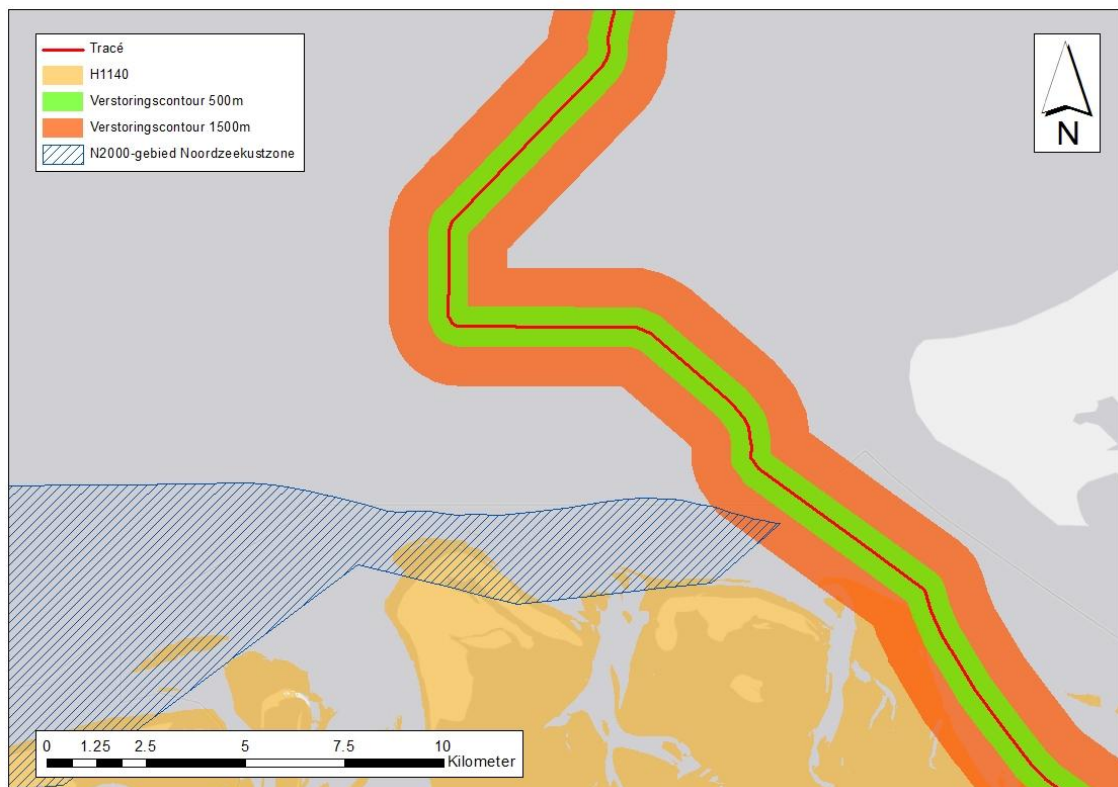 Tracé
H1140
Verstoringscontour 500m
Verstoringscontour 1500m
N2000-gebied Noordzeekustzone
N
0 1.25 2.5 5 7.5 10
Kilometer